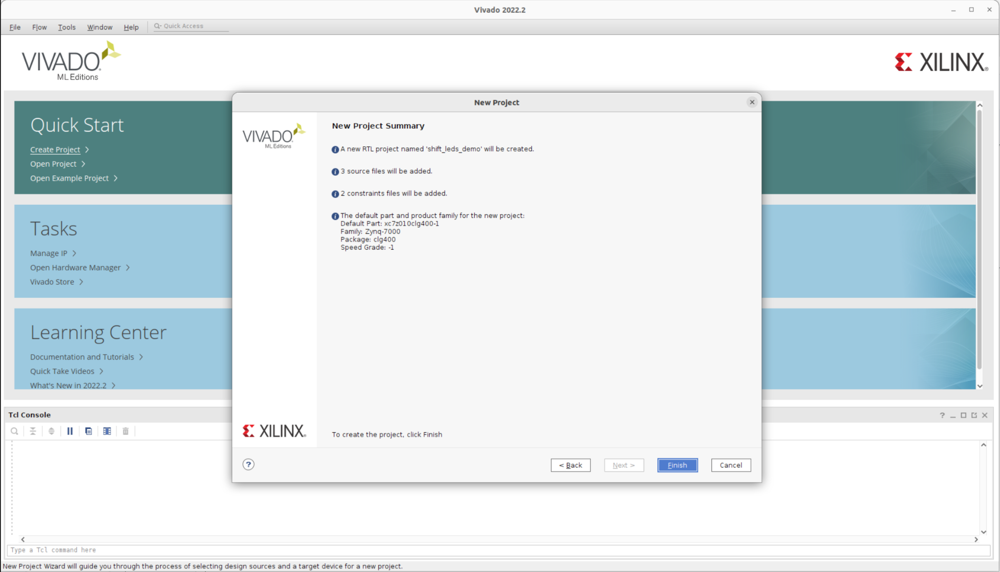 Vivado 2022.2
File Flow Tools Window Help Quick Access
VIVADO.
ML Editions
XILINX®
Quick Start
Create Project
Open Project
Open Example Project
Tasks
Manage IP
Open Hardware Manager
Vivado Store
Learning Center
Documentation and Tutorials
Quick Take Videos
What's New in 2022.2
New Project
VIVADO.
ML Editions
New Project Summary
A new RTL project named 'shift_leds_demo' will be created.
3 source files will be added.
2 constraints files will be added.
The default part and product family for the new project:
Default Part: xc7z010clg400-1
Family: Zynq-7000
Package: clg400
Speed Grade: -1
XILINX®
To create the project, click Finish
? < Back Next > Finish Cancel
Tcl Console
Type a Tcl command here
New Project Wizard will guide you through the process of selecting design sources and a target device for a new project.